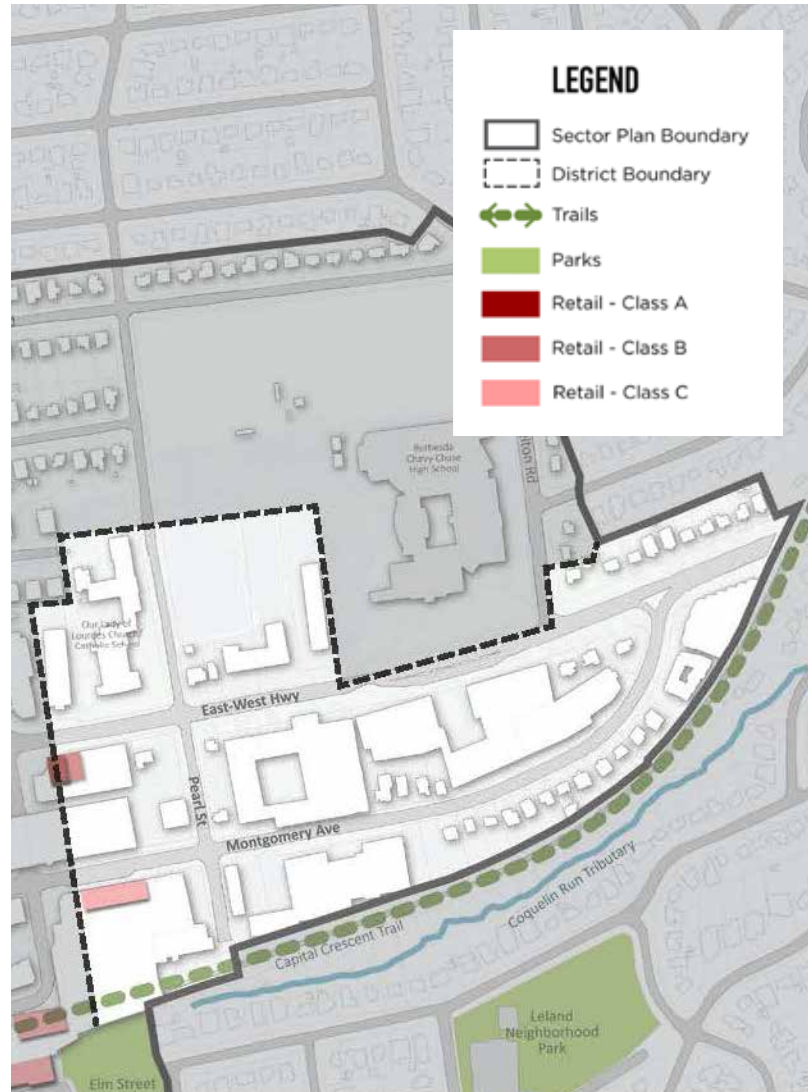 LEGEND
Sector Plan Boundary
District Boundary
Trails
Parks
Retail - Class A
Retail - Class B
Retail - Class C
Bethesda
Chevy Chase
High School
Our Lady of
Lourdes Church/
Catholic School
East-West Hwy
Pearl St
Montgomery Ave
Capital Crescent Trail
Coquelin Run Tributary
Leland
Neighborhood
Park
Elm Street